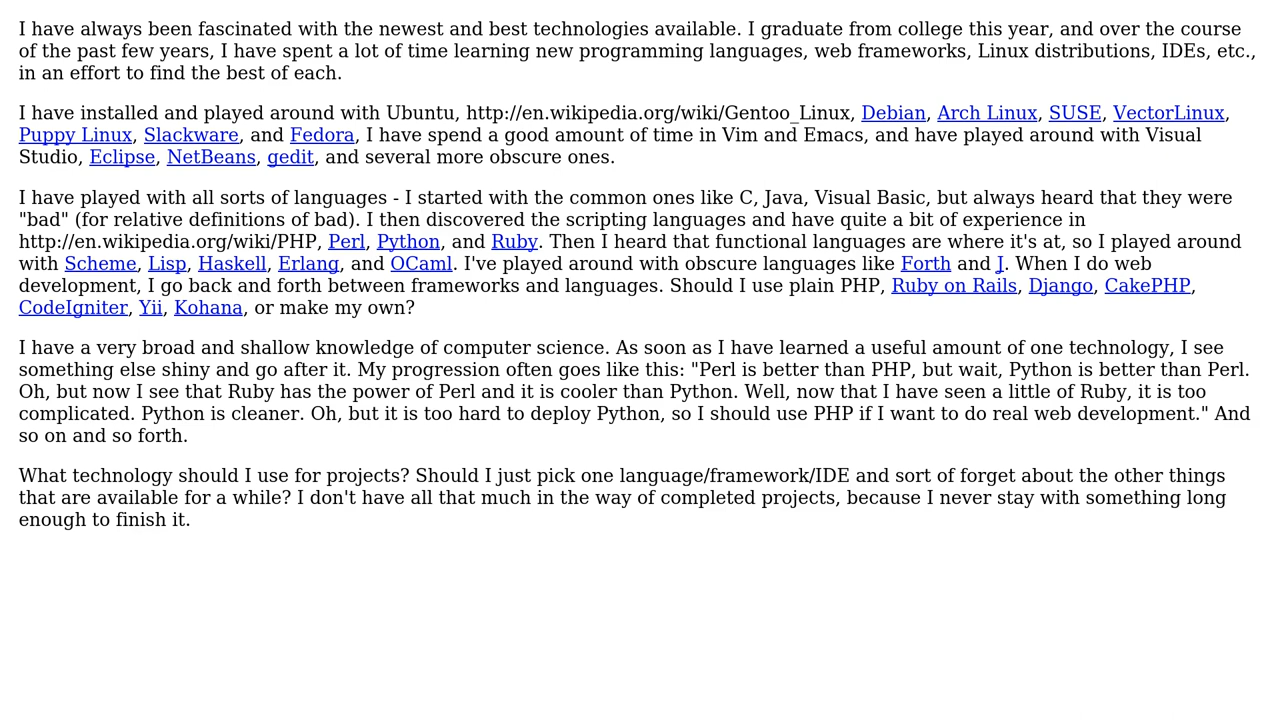 I have always been fascinated with the newest and best technologies available. I graduate from college this year, and over the course
of the past few years, I have spent a lot of time learning new programming languages, web frameworks, Linux distributions, IDEs, etc.,
in an effort to find the best of each.
I have installed and played around with Ubuntu, http://en.wikipedia.org/wiki/Gentoo_Linux, Debian, Arch Linux, SUSE, VectorLinux,
Puppy Linux, Slackware, and Fedora, I have spend a good amount of time in Vim and Emacs, and have played around with Visual
Studio, Eclipse, NetBeans, gedit, and several more obscure ones.
I have played with all sorts of languages - I started with the common ones like C, Java, Visual Basic, but always heard that they were
"bad" (for relative definitions of bad). I then discovered the scripting languages and have quite a bit of experience in
http://en.wikipedia.org/wiki/PHP, Perl, Python, and Ruby. Then I heard that functional languages are where it's at, so I played around
with Scheme, Lisp, Haskell, Erlang, and OCaml. I've played around with obscure languages like Forth and J. When I do web
development, I go back and forth between frameworks and languages. Should I use plain PHP, Ruby on Rails, Django, CakePHP,
CodeIgniter, Yii, Kohana, or make my own?
I have a very broad and shallow knowledge of computer science. As soon as I have learned a useful amount of one technology, I see
something else shiny and go after it. My progression often goes like this: "Perl is better than PHP, but wait, Python is better than Perl.
Oh, but now I see that Ruby has the power of Perl and it is cooler than Python. Well, now that I have seen a little of Ruby, it is too
complicated. Python is cleaner. Oh, but it is too hard to deploy Python, so I should use PHP if I want to do real web development." And
so on and so forth.
What technology should I use for projects? Should I just pick one language/framework/IDE and sort of forget about the other things
that are available for a while? I don't have all that much in the way of completed projects, because I never stay with something long
enough to finish it.